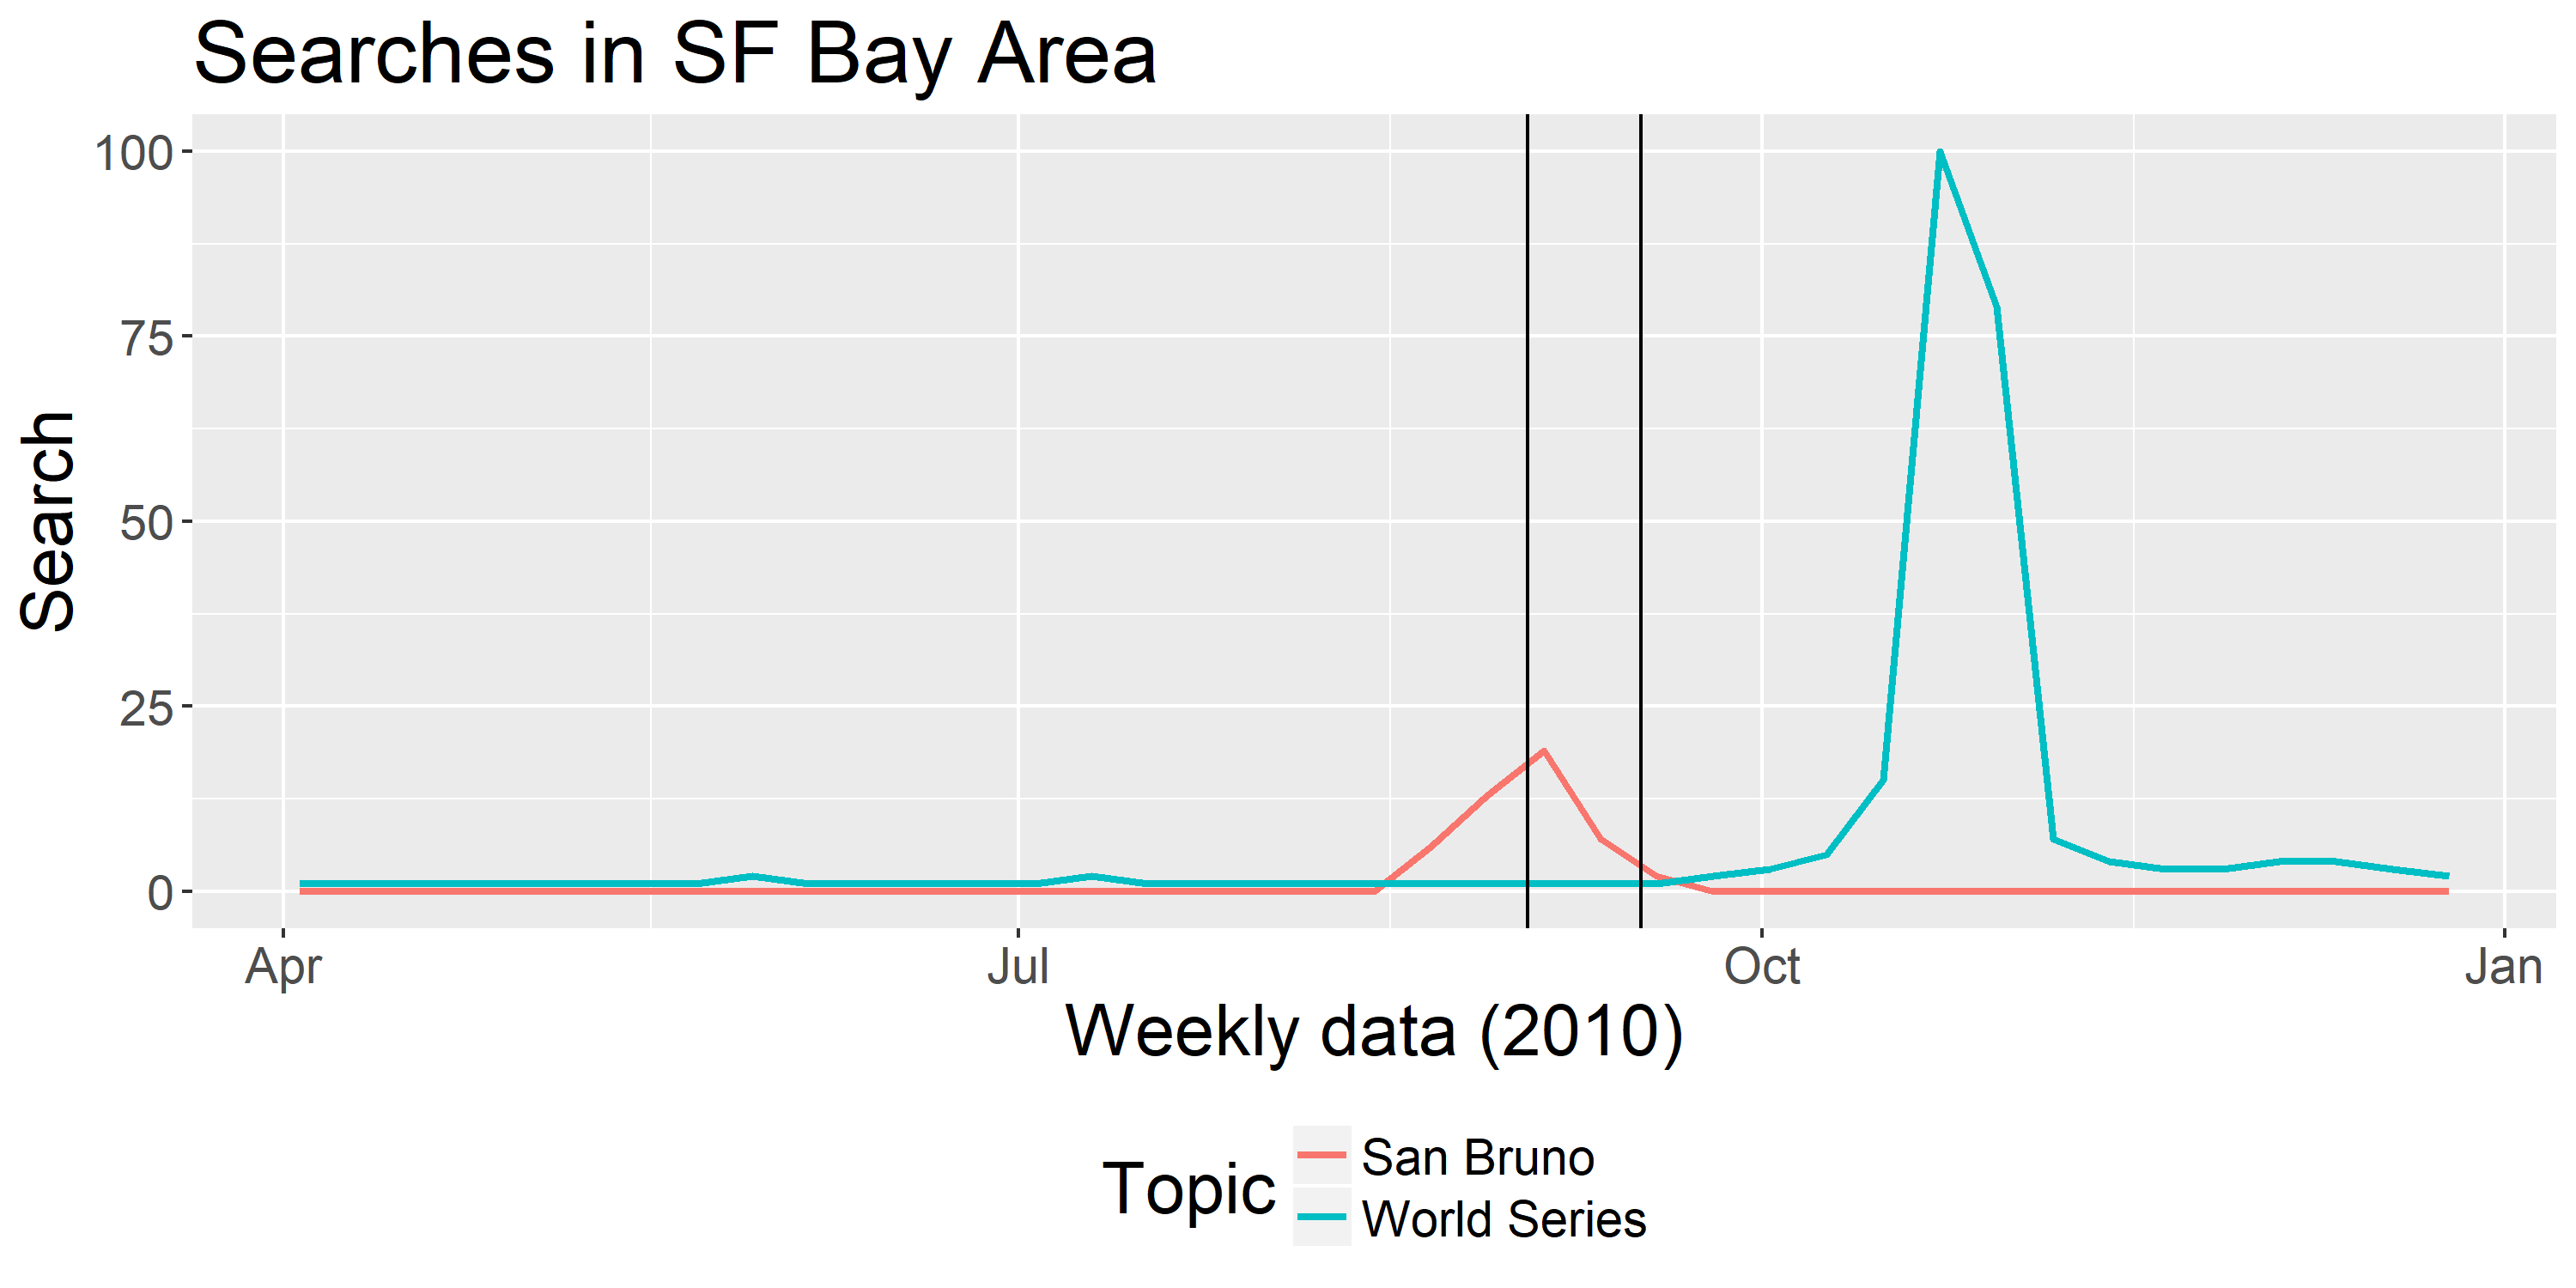 Searches in SF Bay Area
100
75
50
25
0
Search
Apr Jul Oct Jan
Weekly data (2010)
Topic
San Bruno
World Series